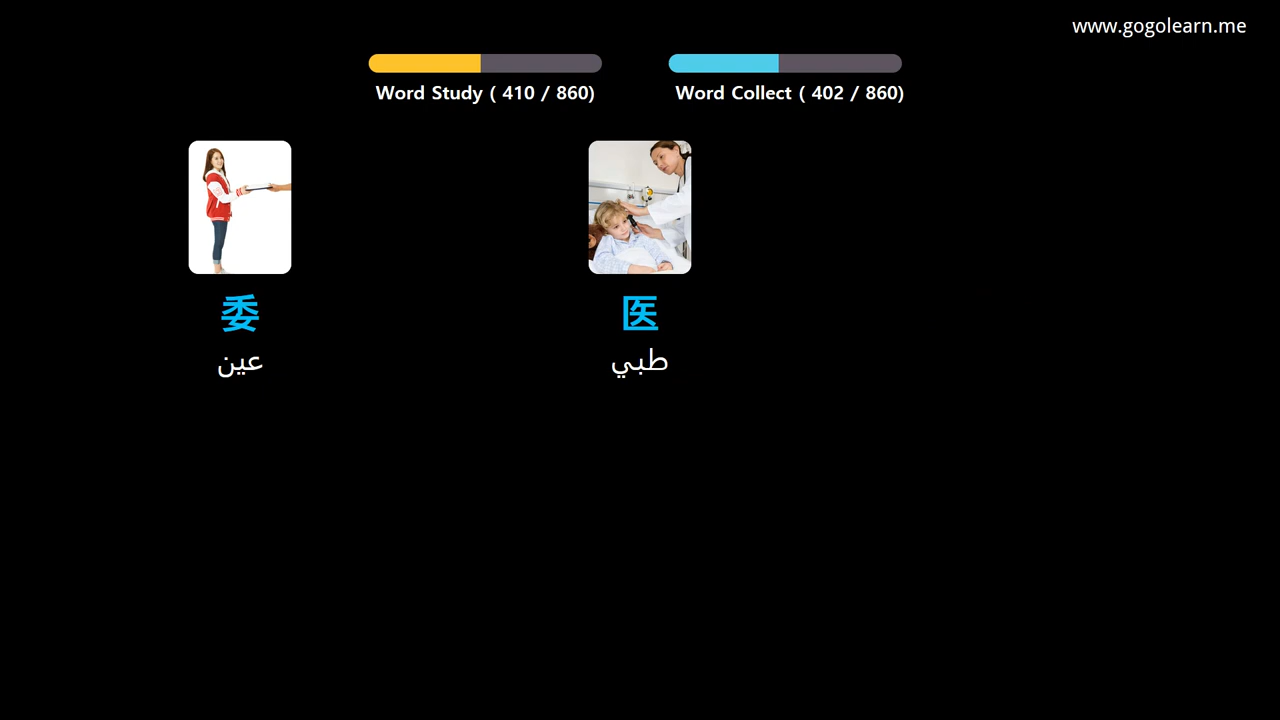 www.gogolearn.me
Word Study ( 410 / 860)
Word Collect ( 402 / 860)
委
医
عين
طبي